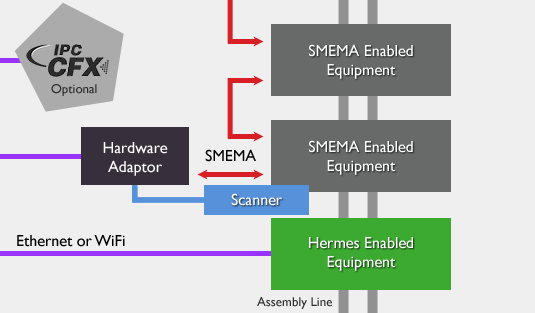 SMEMA Enabled
Equipment
IPC
CFX
Optional
Hardware
Adaptor
SMEMA
SMEMA Enabled
Equipment
Scanner
Ethernet or WiFi
Hermes Enabled
Equipment
Assembly Line